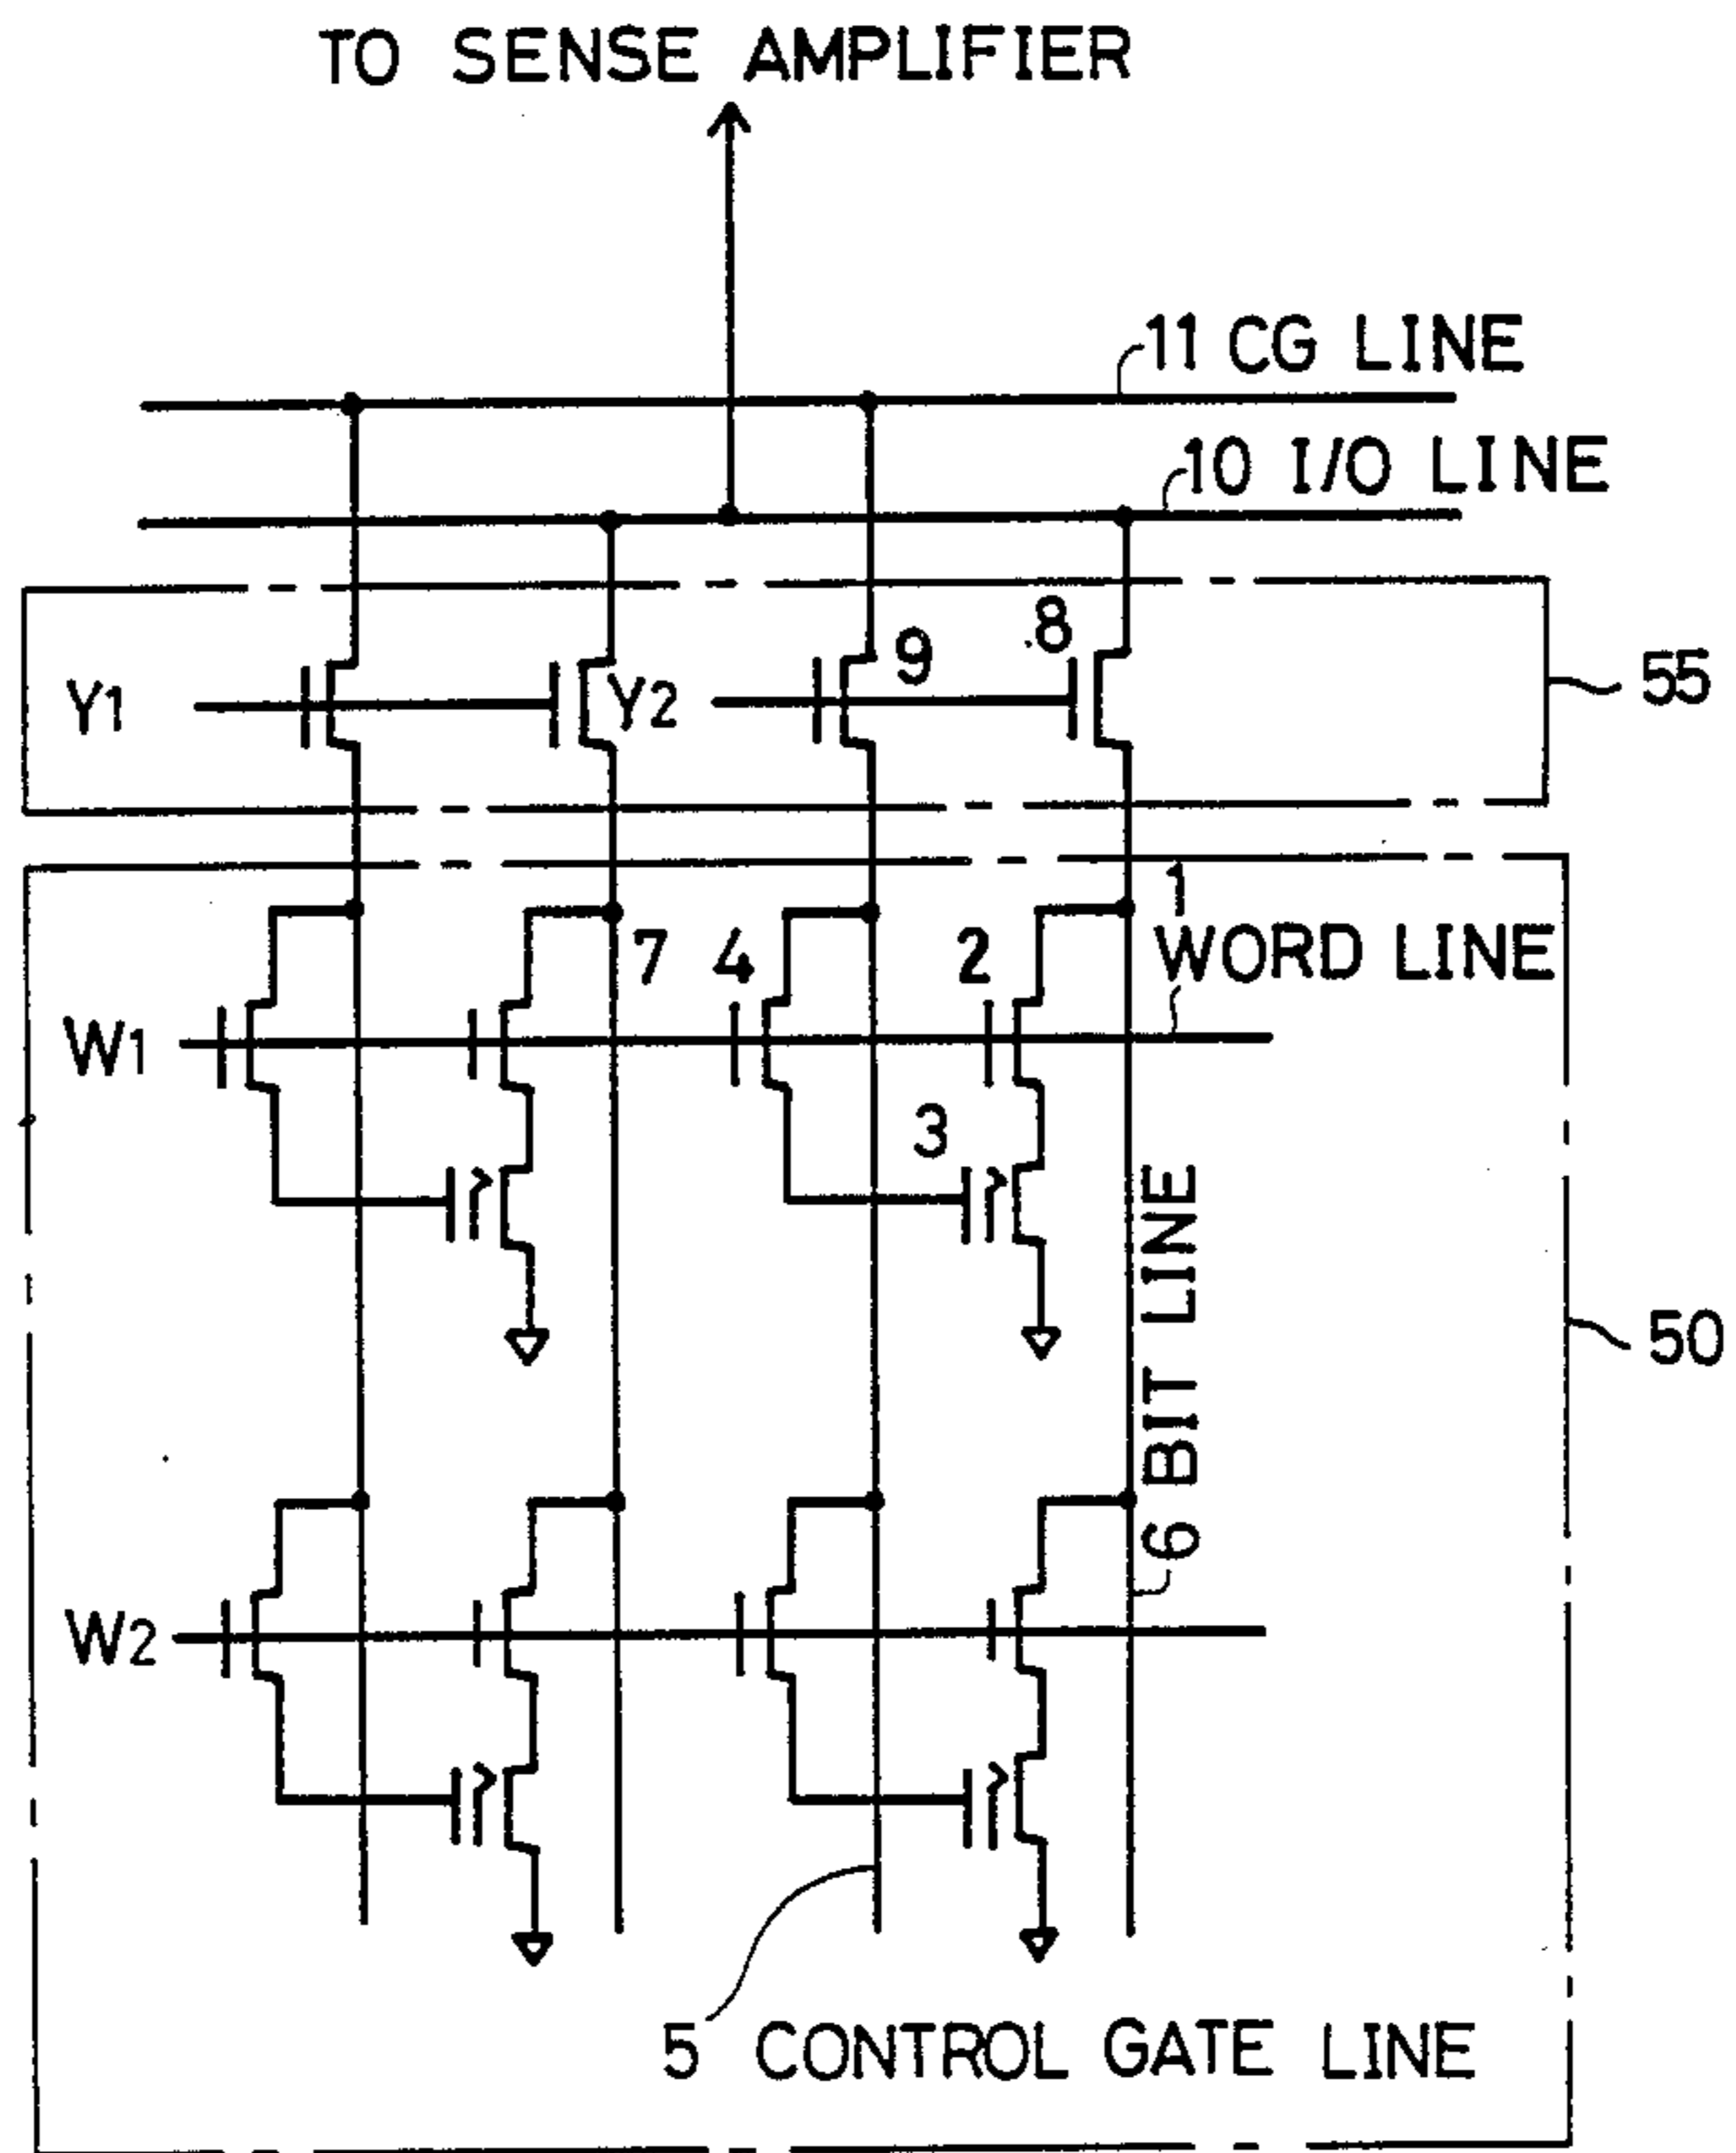 TO SENSE AMPLIFIER
11 CG LINE
10 I/O LINE
Y1
Y2
9
8
55
1
WORD LINE
7
4
2
W1
3
6 BIT LINE
50
W2
5 CONTROL GATE LINE